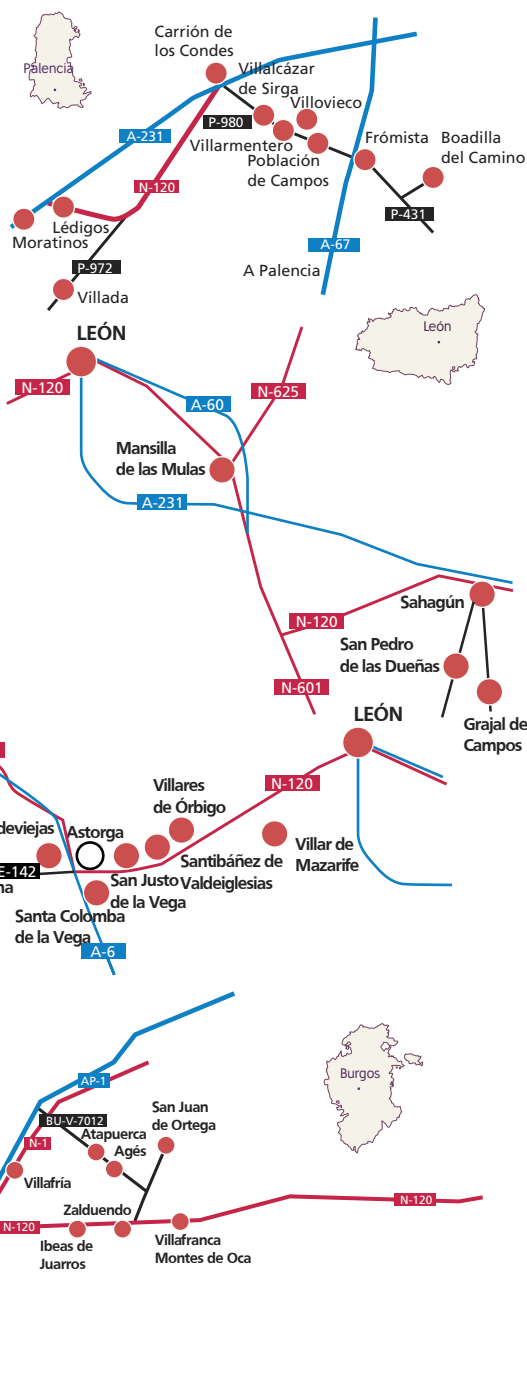 Carrión de
los Condes
Palencia
Villalcázar
de Sirga
Villovieco
P-980
A-231
Villarmentero
Frómista
Boadilla
del Camino
Población
de Campos
N-120
P-431
Lédigos
Moratinos
A-67
P-972
A Palencia
Villada
LEÓN
León
N-120
N-625
A-60
Mansilla
de las Mulas
A-231
Sahagún
N-120
San Pedro
de las Dueñas
N-601
LEÓN
Grajal de
Campos
N-120
Villares
de Órbigo
deviejas
Astorga
Villar de
Mazarife
Santibáñez de
Valdeiglesias
E-142
na
San Justo
de la Vega
Santa Colomba
de la Vega
A-6
Burgos
AP-1
San Juan
de Ortega
BU-V-7012
Atapuerca
N-1
Agés
Villafría
N-120
Zalduendo
N-120
Ibeas de
Juarros
Villafranca
Montes de Oca